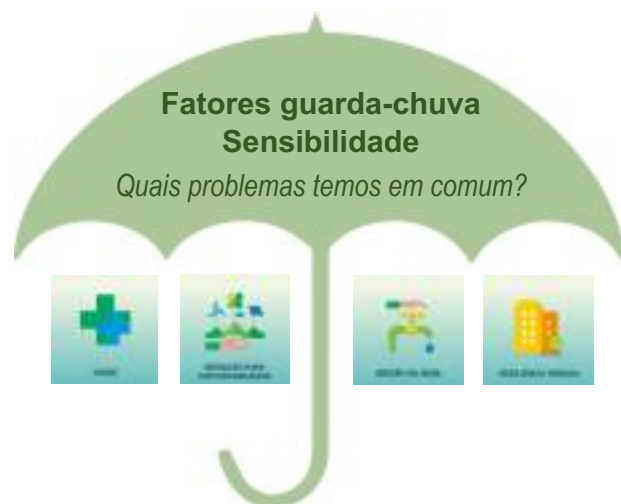 Fatores guarda-chuva
Sensibilidade
Quais problemas temos em comum?